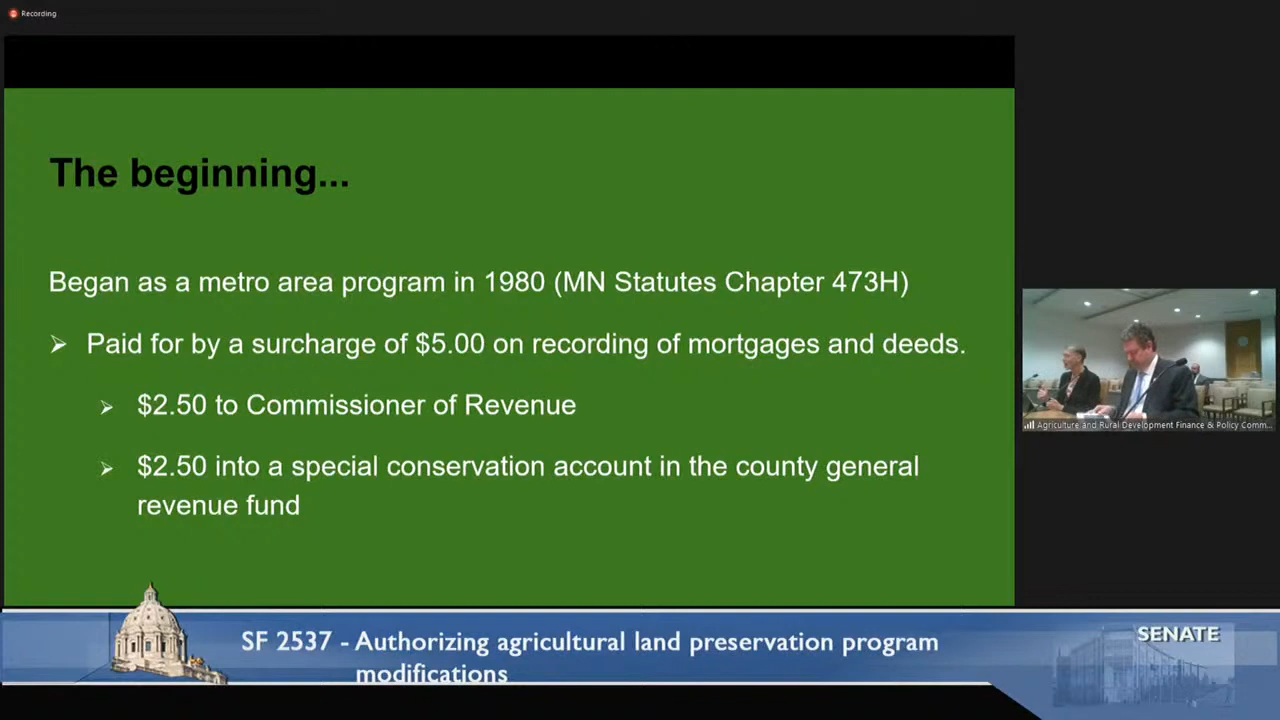 Recording
The beginning...
Began as a metro area program in 1980 (MN Statutes Chapter 473H)
Paid for by a surcharge of $5.00 on recording of mortgages and deeds.
$2.50 to Commissioner of Revenue
$2.50 into a special conservation account in the county general
revenue fund
Agriculture and Rural Development Finance & Policy Comm...
SF 2537 - Authorizing agricultural land preservation program
modifications
SENATE